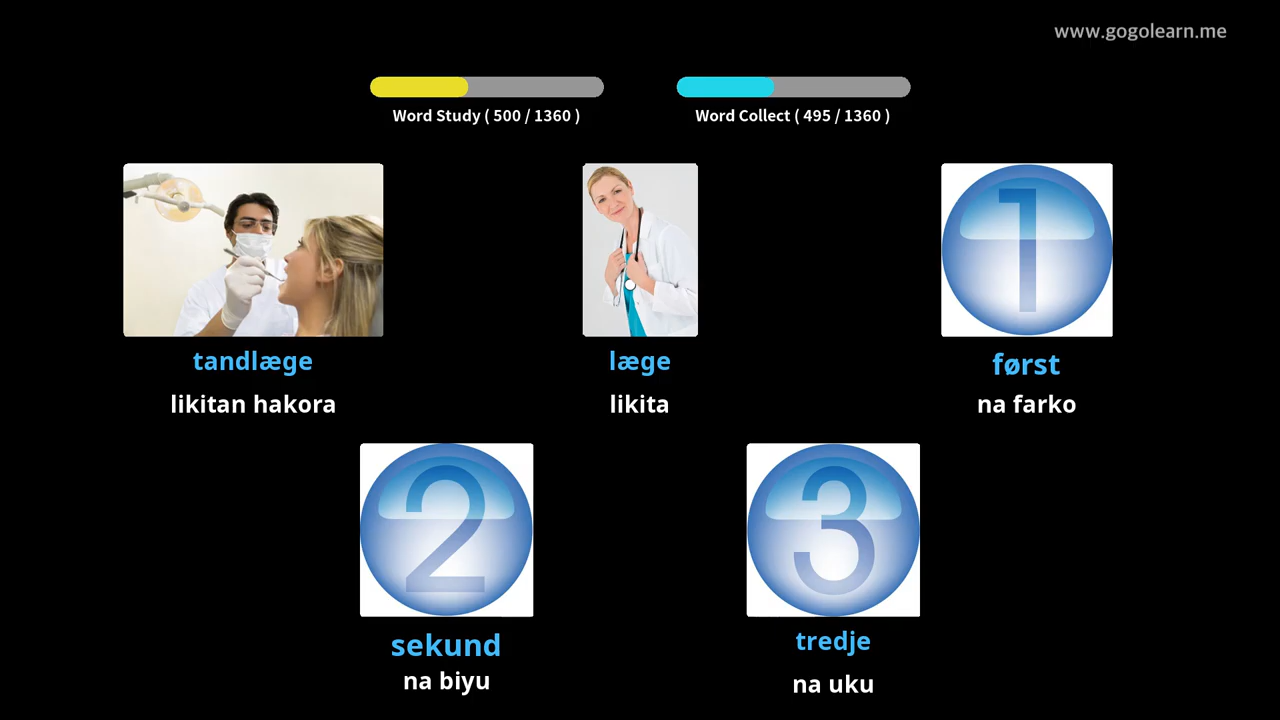 www.gogolearn.me
Word Study ( 500 / 1360 )
Word Collect ( 495 / 1360 )
tandlæge
likitan hakora
læge
likita
1
først
na farko
2
sekund
na biyu
3
tredje
na uku